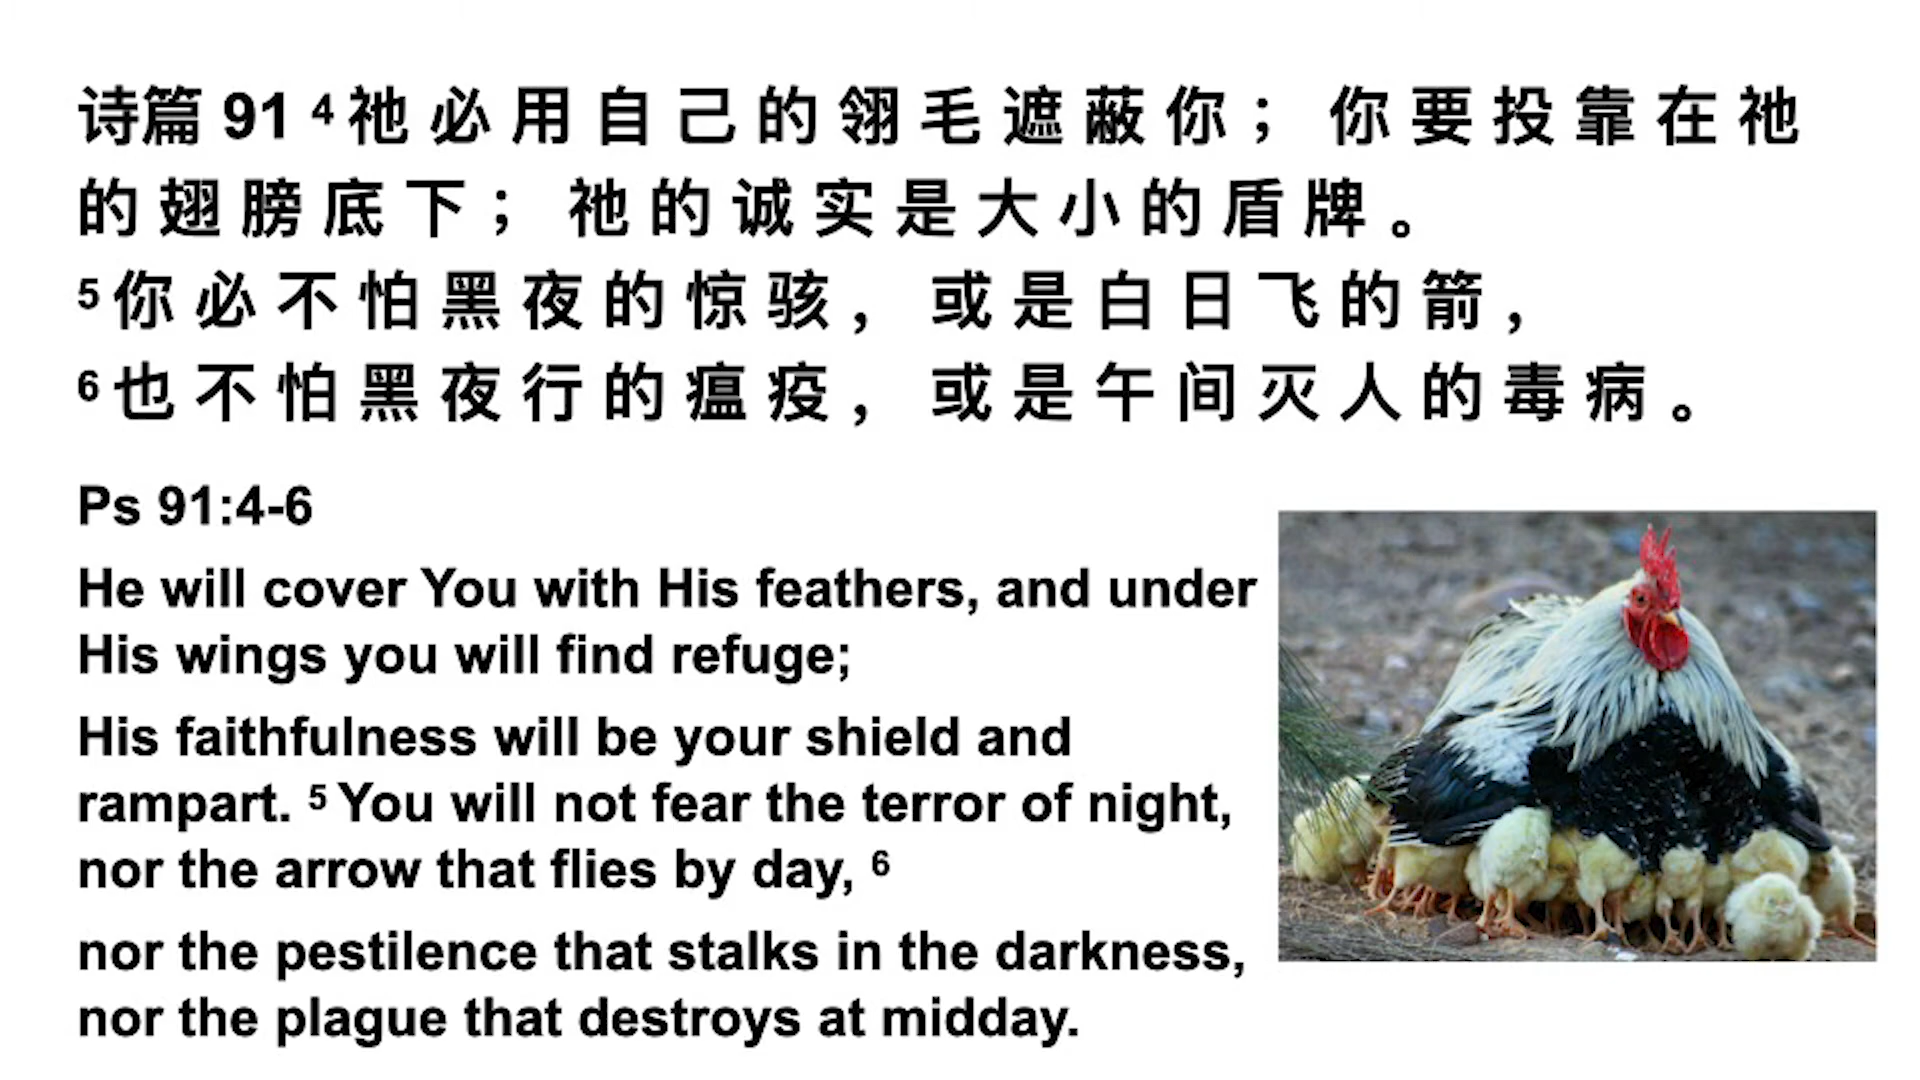 诗篇 91 4 祂必用自己的翎毛遮蔽你； 你要投靠在祂
的翅膀底下； 祂的诚实是大小的盾牌。
5 你必不怕黑夜的惊骇， 或是白日飞的箭，
6 也不怕黑夜行的瘟疫， 或是午间灭人的毒病。
Ps 91:4-6
He will cover You with His feathers, and under
His wings you will find refuge;
His faithfulness will be your shield and
rampart. 5 You will not fear the terror of night,
nor the arrow that flies by day, 6
nor the pestilence that stalks in the darkness,
nor the plague that destroys at midday.